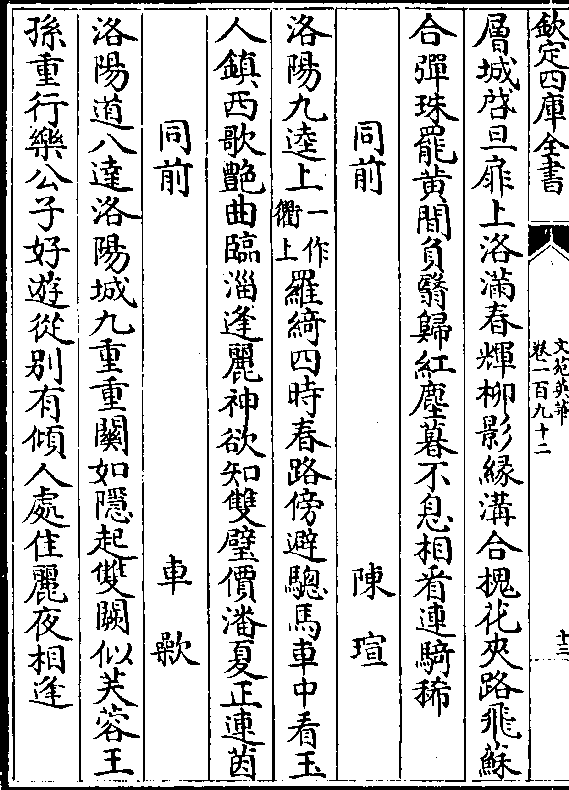 欽定四庫全書
文苑英華
卷一百九十二
十三
層城啓旦扉上洛滿春輝柳影緣溝合槐花夾路飛蘇
合彈珠罷黄間負翳歸紅塵暮不息相看連騎稀
同前 陳瑄
洛陽九逵上一作衢上羅綺四時春路傍避驄馬車中看玉
人鎮西歌艶曲臨淄逢麗神欲知雙璧價潘夏正連茵
同前 車㪉
洛陽道八達洛陽城九重重關如隱起雙闕似芙蓉王
孫重行樂公子好遊從别有傾人處佳麗夜相逢